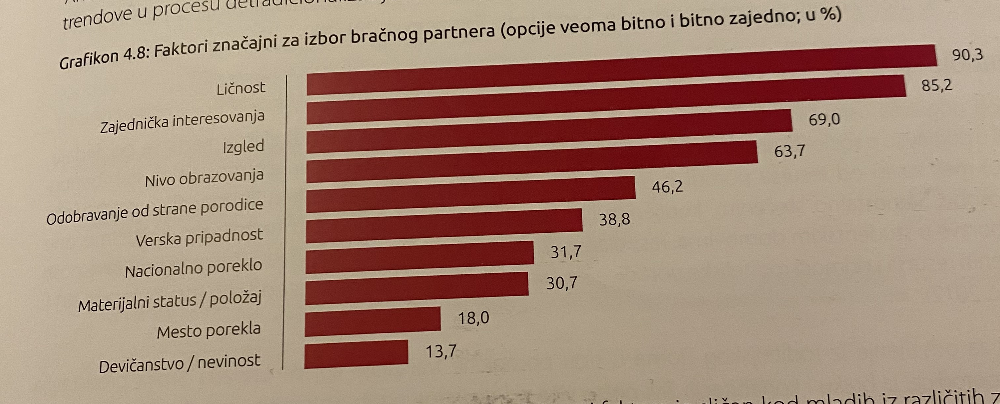 trendove u procesu
Grafikon 4.8: Faktori značajni za izbor bračnog partnera (opcije veoma bitno i bitno zajedno; u %)
Ličnost 90,3
Zajednička interesovanja 85,2
Izgled 69,0
Nivo obrazovanja 63,7
Odobravanje od strane porodice 46,2
Verska pripadnost 38,8
Nacionalno poreklo 31,7
Materijalni status / položaj 30,7
Mesto porekla 18,0
Devičanstvo / nevinost 13,7
kod mladih iz različitih